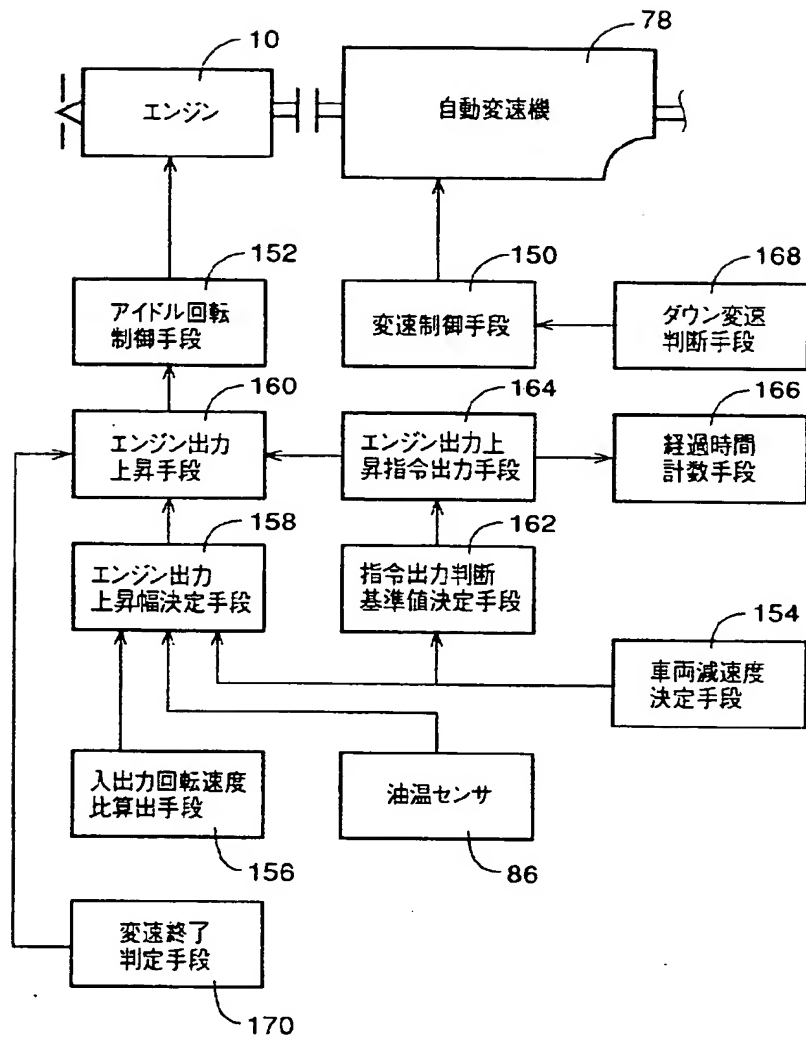 10
78
エンジン
自動変速機
152
150
168
アイドル回転
制御手段
変速制御手段
ダウン変速
判断手段
160
164
166
エンジン出力
上昇手段
エンジン出力上
昇指令出力手段
経過時間
計数手段
158
162
エンジン出力
上昇幅決定手段
指令出力判断
基準値決定手段
154
車両減速度
決定手段
入出力回転速度
比算出手段
油温センサ
156
86
変速終了
判定手段
170